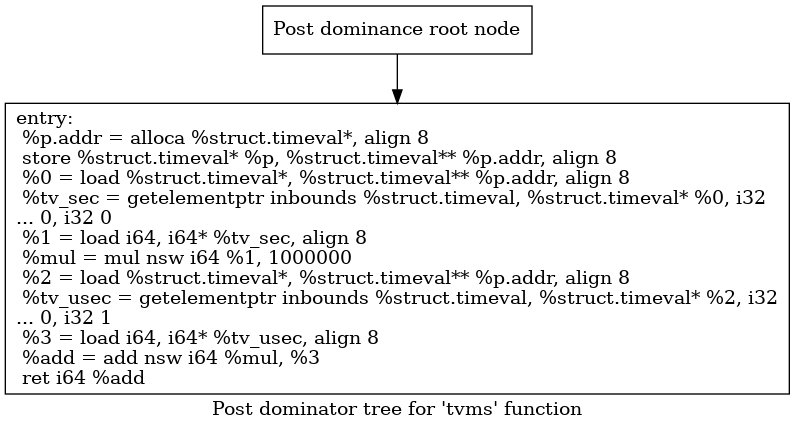 Post dominance root node
entry:
%p.addr = alloca %struct.timeval*, align 8
store %struct.timeval* %p, %struct.timeval** %p.addr, align 8
%0 = load %struct.timeval*, %struct.timeval** %p.addr, align 8
%tv_sec = getelementptr inbounds %struct.timeval, %struct.timeval* %0, i32
... 0, i32 0
%1 = load i64, i64* %tv_sec, align 8
%mul = mul nsw i64 %1, 1000000
%2 = load %struct.timeval*, %struct.timeval** %p.addr, align 8
%tv_usec = getelementptr inbounds %struct.timeval, %struct.timeval* %2, i32
... 0, i32 1
%3 = load i64, i64* %tv_usec, align 8
%add = add nsw i64 %mul, %3
ret i64 %add
Post dominator tree for 'tvms' function